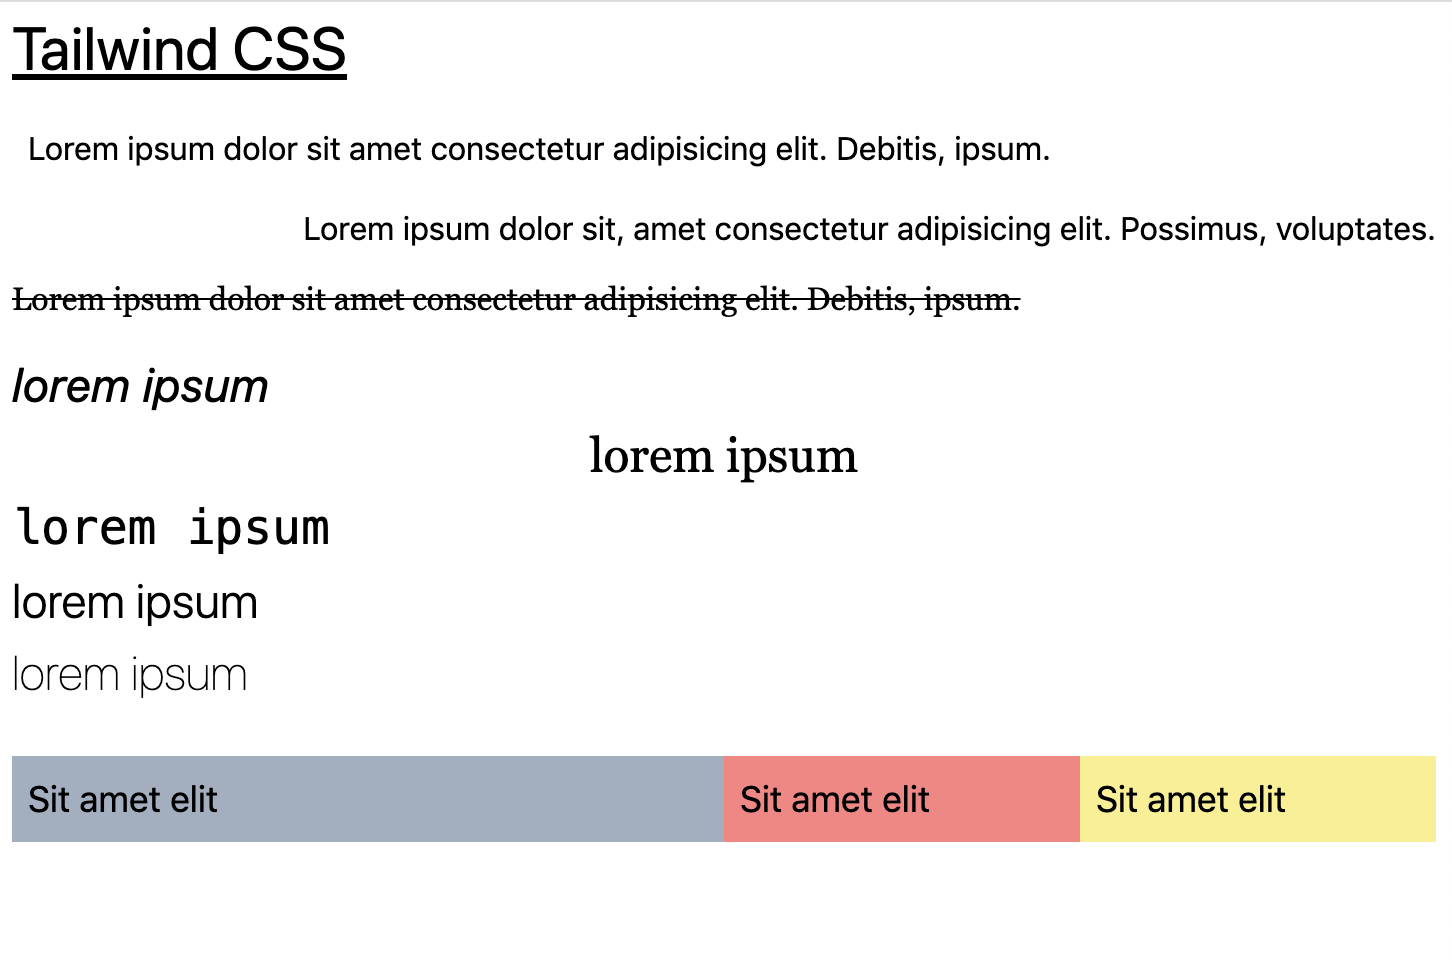 Tailwind CSS
Lorem ipsum dolor sit amet consectetur adipisicing elit. Debitis, ipsum.
Lorem ipsum dolor sit, amet consectetur adipisicing elit. Possimus, voluptates.
Lorem ipsum dolor sit amet consectetur adipisicing elit. Debitis, ipsum.
lorem ipsum
lorem ipsum
lorem ipsum
lorem ipsum
lorem ipsum
Sit amet elit Sit amet elit Sit amet elit